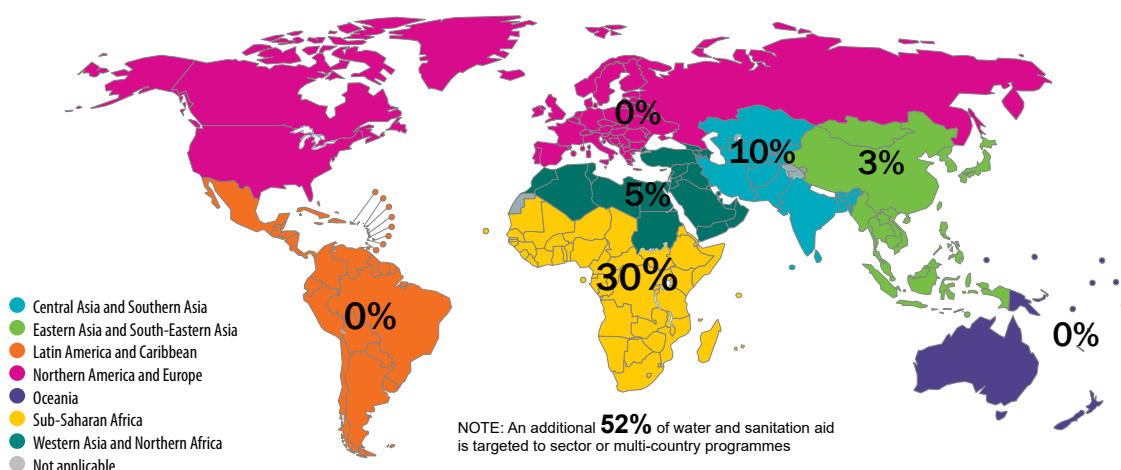 0%
10%
3%
5%
30%
0%
0%
Central Asia and Southern Asia
Eastern Asia and South-Eastern Asia
Latin America and Caribbean
Northern America and Europe
Oceania
Sub-Saharan Africa
Western Asia and Northern Africa
Not applicable
NOTE: An additional 52% of water and sanitation aid
is targeted to sector or multi-country programmes